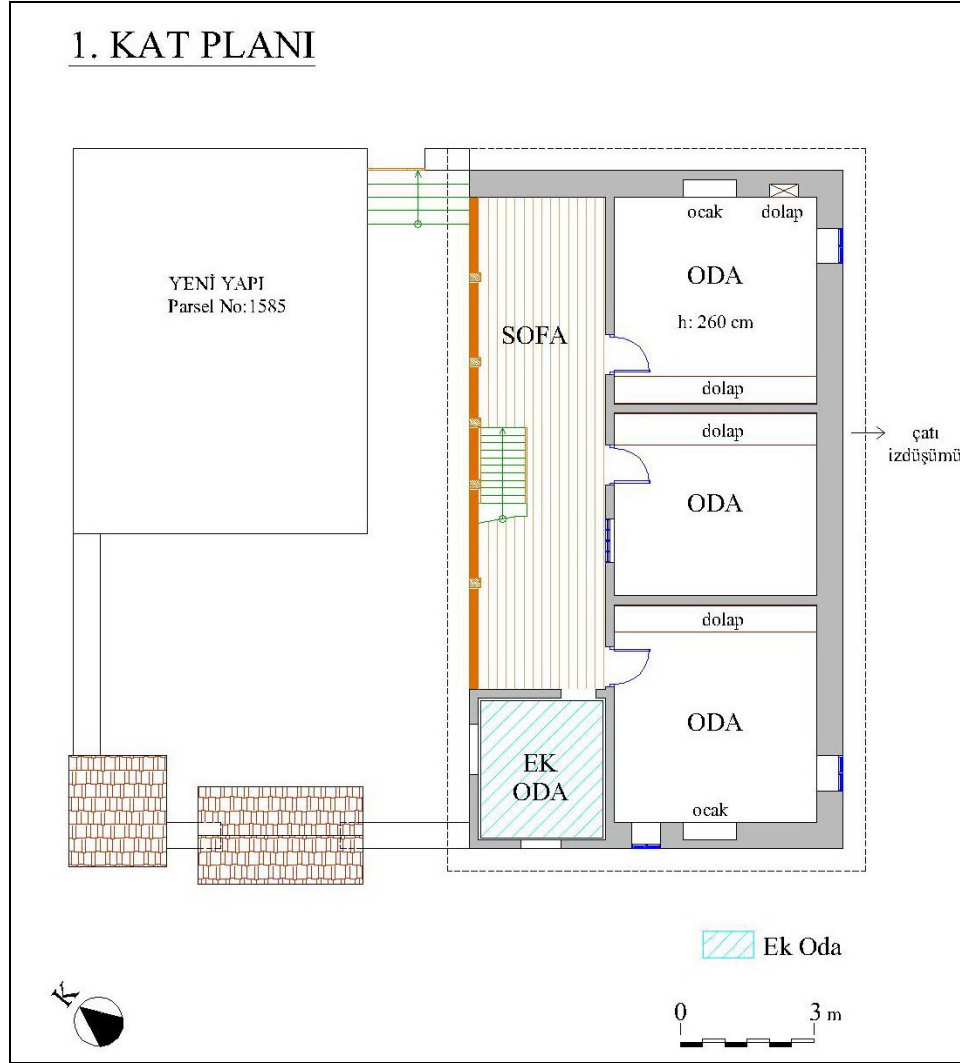 1. KAT PLANI
YENİ YAPI
Parsel No:1585
ocak
dolap
ODA
h: 260 cm
SOFA
dolap
dolap
çatı
izdüşümü
ODA
dolap
ODA
EK
ODA
ocak
Ek Oda
K
0
3 m